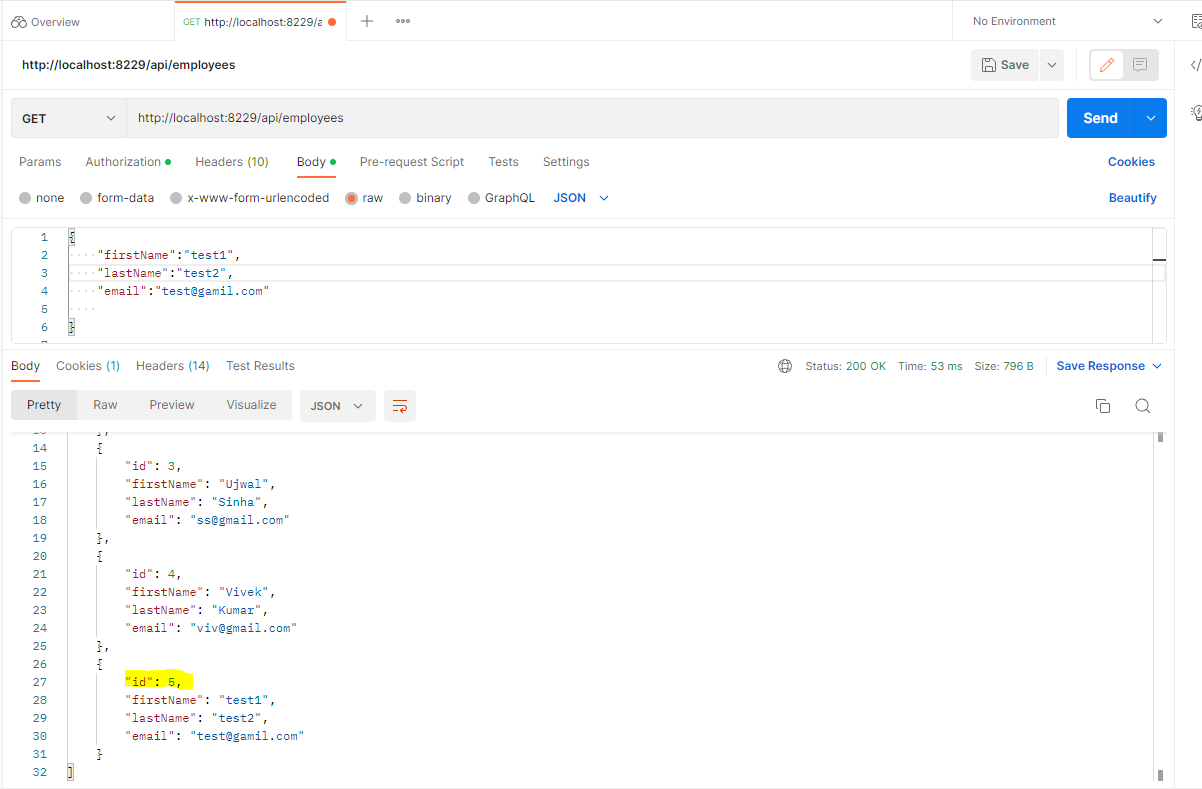 Overview
GET http://localhost:8229/a
No Environment
http://localhost:8229/api/employees
Save
GET http://localhost:8229/api/employees Send
Params Authorization Headers (10) Body Pre-request Script Tests Settings Cookies
none form-data x-www-form-urlencoded raw binary GraphQL JSON Beautify
1 {
2 "firstName":"test1",
3 "lastName":"test2",
4 "email":"test@gamil.com"
5
6 }
Body Cookies (1) Headers (14) Test Results Status: 200 OK Time: 53 ms Size: 796 B Save Response
Pretty Raw Preview Visualize JSON
14 {
15 "id": 3,
16 "firstName": "Ujwal",
17 "lastName": "Sinha",
18 "email": "ss@gmail.com"
19 },
20 {
21 "id": 4,
22 "firstName": "Vivek",
23 "lastName": "Kumar",
24 "email": "viv@gmail.com"
25 },
26 {
27 "id": 5,
28 "firstName": "test1",
29 "lastName": "test2",
30 "email": "test@gamil.com"
31 }
32 ]